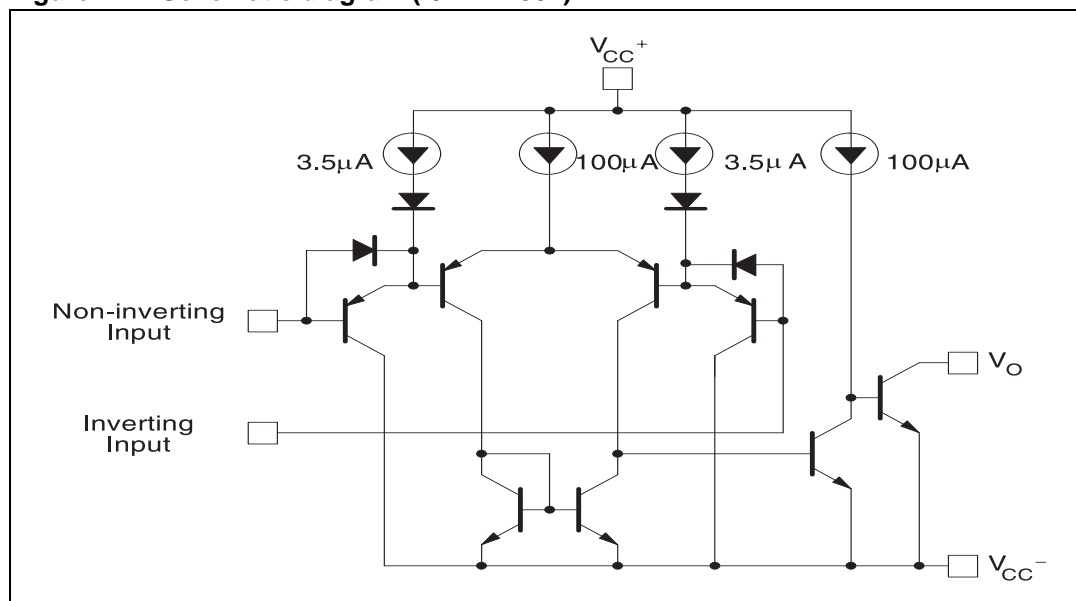 V_CC+
3.5μA
100μA
3.5μA
100μA
Non-inverting
Input
V_O
Inverting
Input
V_CC−